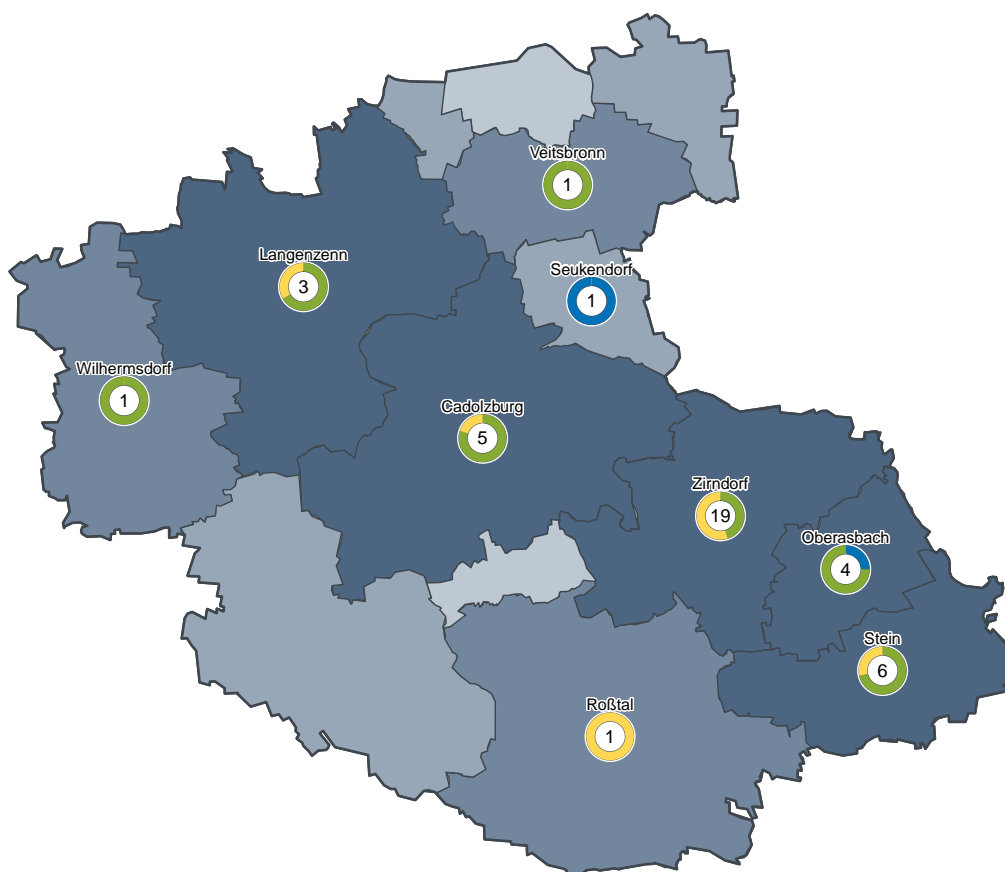 Veitsbronn
1
Langenzenn
3
Seukendorf
1
Wilhermsdorf
1
Cadolzburg
5
Zirndorf
19
Oberasbach
4
Stein
6
Roßtal
1